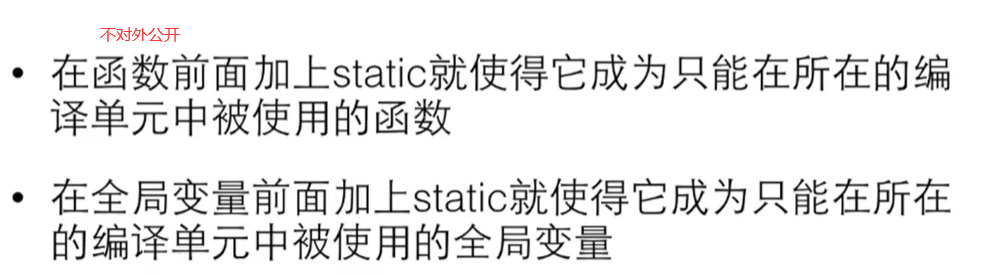 不对外公开
• 在函数前面加上static就使得它成为只能在所在的编
译单元中被使用的函数
• 在全局变量前面加上static就使得它成为只能在所在
的编译单元中被使用的全局变量